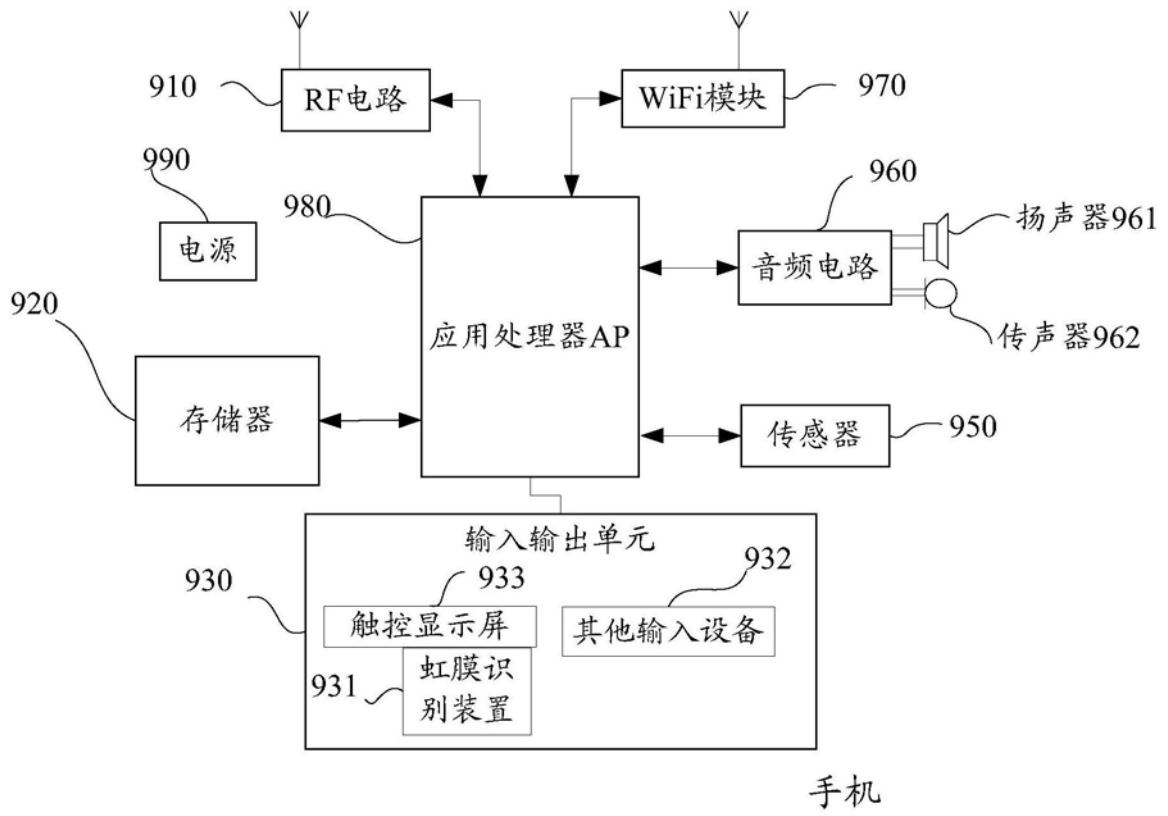 910
RF电路
WiFi模块
970
990
电源
980
960
音频电路
扬声器961
传声器962
920
存储器
应用处理器AP
传感器
950
输入输出单元
930
933
932
触控显示屏
其他输入设备
931
虹膜识
别装置
手机